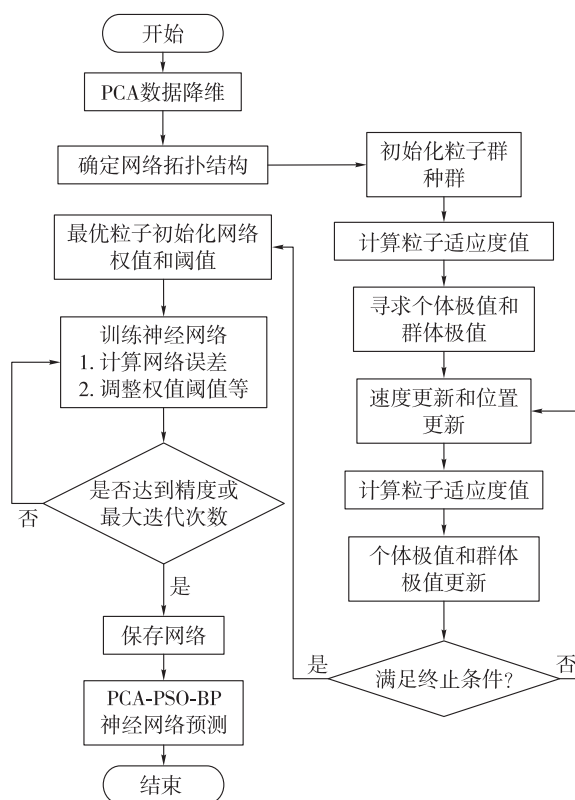 开始
PCA数据降维
确定网络拓扑结构
初始化粒子群
种群
计算粒子适应度值
寻求个体极值和
群体极值
速度更新和位置
更新
计算粒子适应度值
个体极值和群体
极值更新
满足终止条件?
是
否
最优粒子初始化网络
权值和阈值
训练神经网络
1. 计算网络误差
2. 调整权值阈值等
是否达到精度或
最大迭代次数
否
是
保存网络
PCA-PSO-BP
神经网络预测
结束